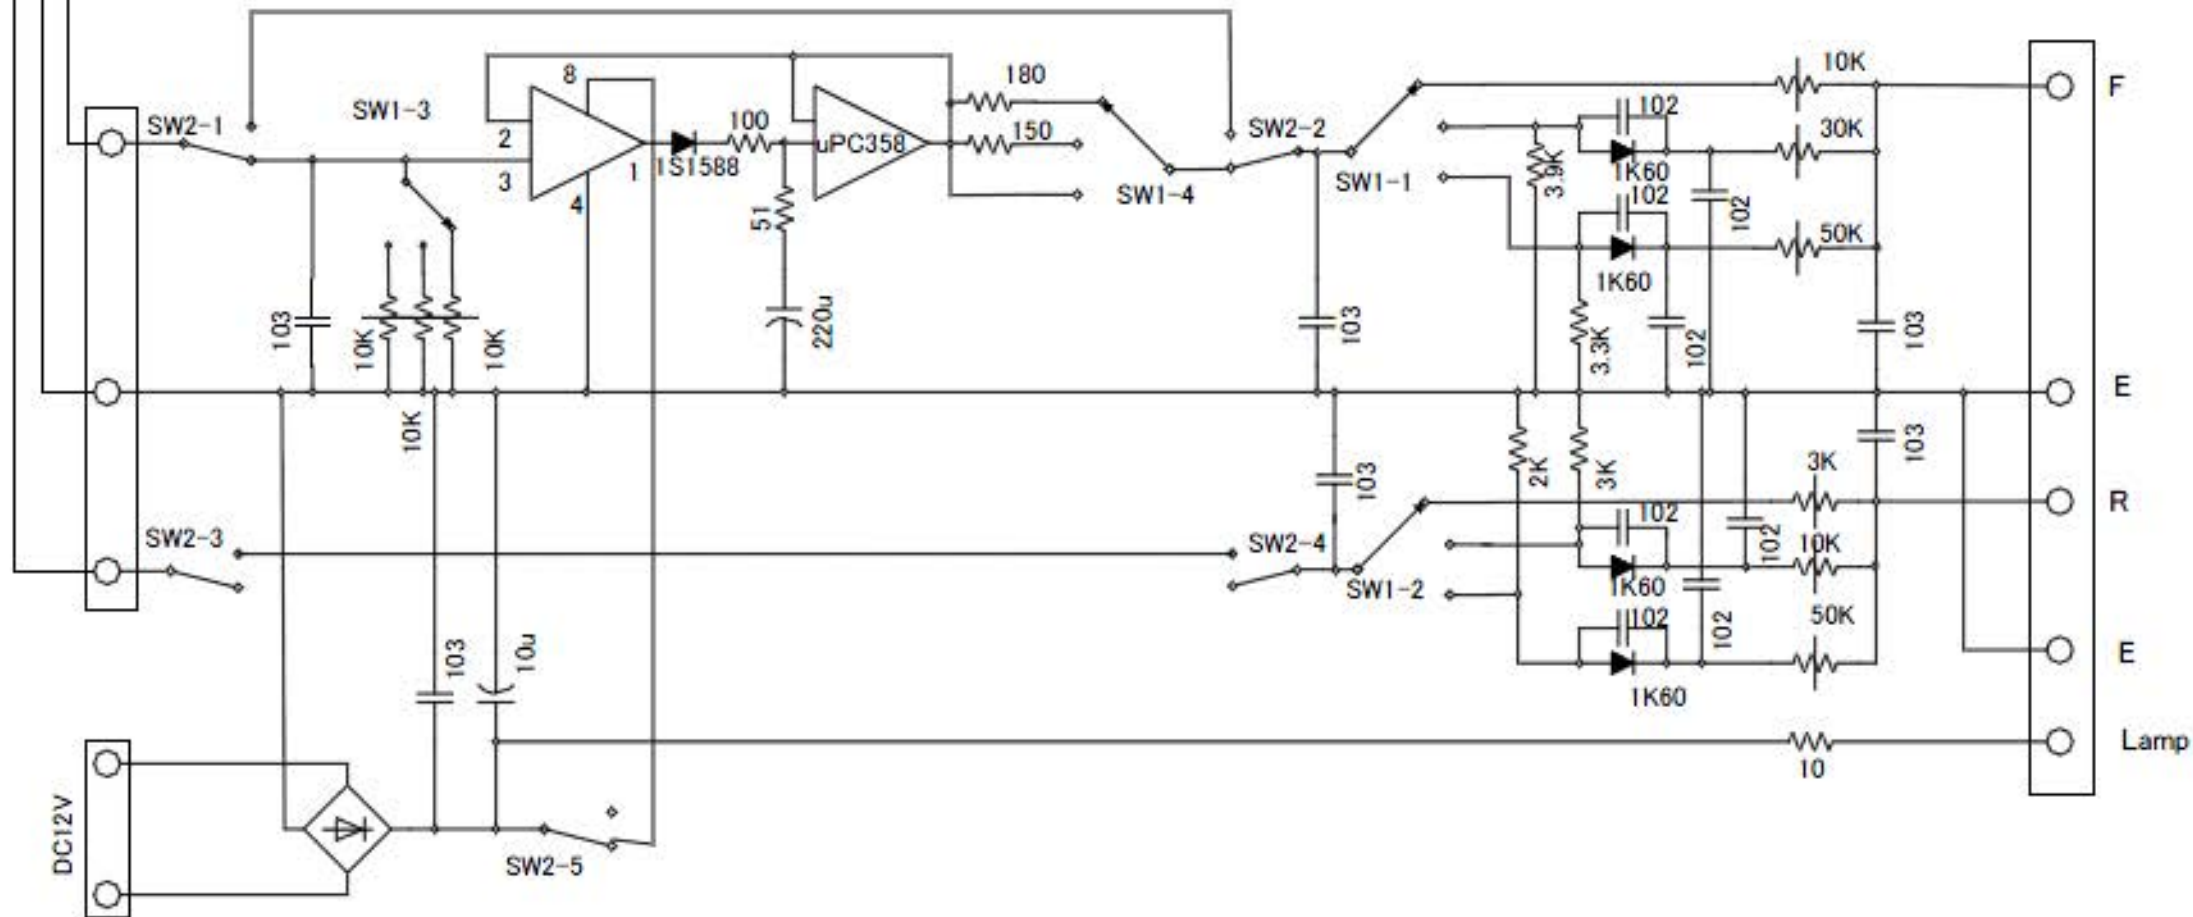 10K
F
180
8
SW1-3
102
SW2-1
100
150
SW2-2
30K
2
uPC358
1S1588
3
1
4
SW1-4
SW1-1
3.9K
1K60
102
51
102
50K
1K60
103
10K
10K
220u
103
3.3K
102
103
E
10K
103
2K
3K
103
3K
R
SW2-3
SW2-4
102
102
10K
SW1-2
1K60
102
102
50K
103
10u
E
1K60
Lamp
10
DC12V
SW2-5